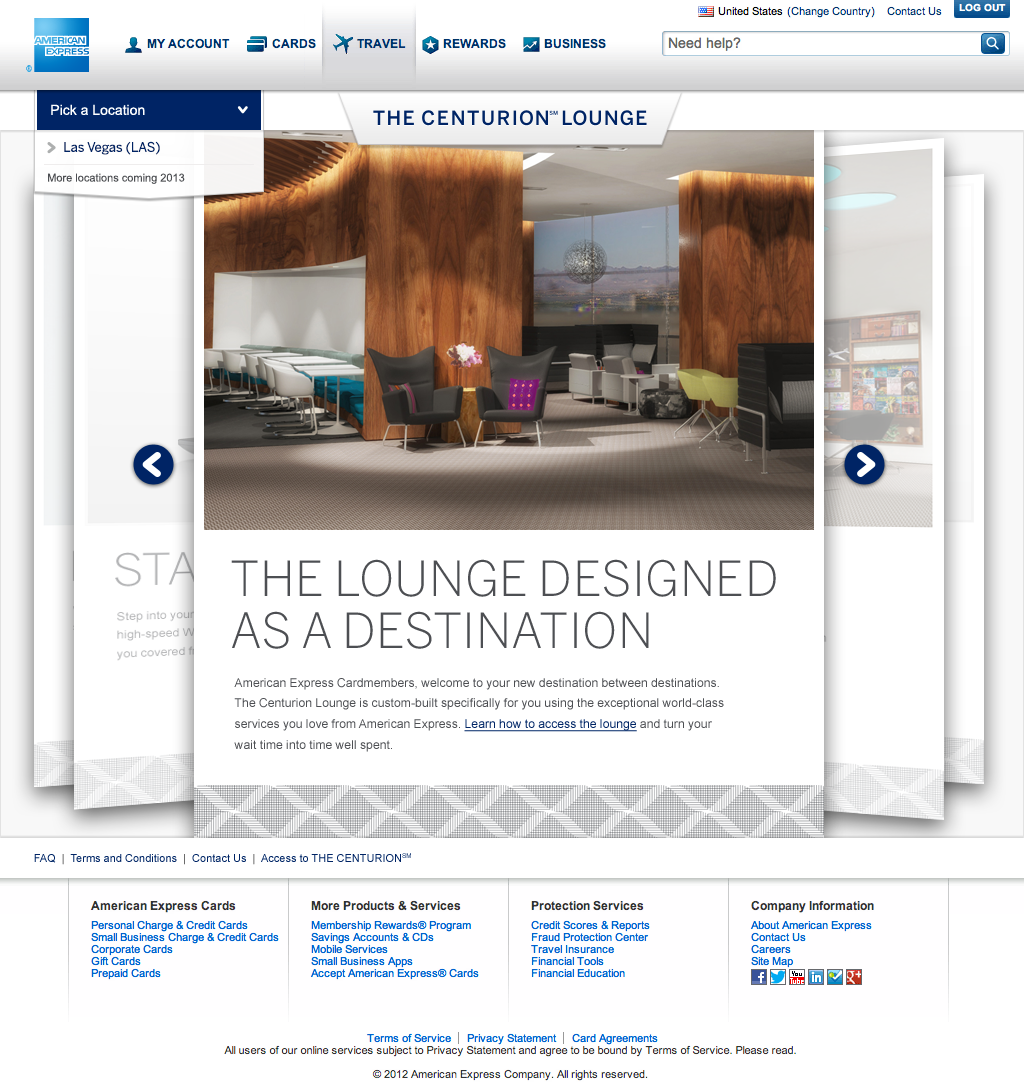 United States (Change Country) Contact Us LOG OUT
AMERICAN EXPRESS
®
MY ACCOUNT CARDS TRAVEL REWARDS BUSINESS
Need help?
Pick a Location
THE CENTURION℠ LOUNGE
Las Vegas (LAS)
More locations coming 2013
STA
Step into your
high-speed W
you covered f
THE LOUNGE DESIGNED
AS A DESTINATION
American Express Cardmembers, welcome to your new destination between destinations.
The Centurion Lounge is custom-built specifically for you using the exceptional world-class
services you love from American Express. Learn how to access the lounge and turn your
wait time into time well spent.
FAQ | Terms and Conditions | Contact Us | Access to THE CENTURION℠
American Express Cards
Personal Charge & Credit Cards
Small Business Charge & Credit Cards
Corporate Cards
Gift Cards
Prepaid Cards
More Products & Services
Membership Rewards® Program
Savings Accounts & CDs
Mobile Services
Small Business Apps
Accept American Express® Cards
Protection Services
Credit Scores & Reports
Fraud Protection Center
Travel Insurance
Financial Tools
Financial Education
Company Information
About American Express
Contact Us
Careers
Site Map
You Tube
Terms of Service | Privacy Statement | Card Agreements
All users of our online services subject to Privacy Statement and agree to be bound by Terms of Service. Please read.
© 2012 American Express Company. All rights reserved.